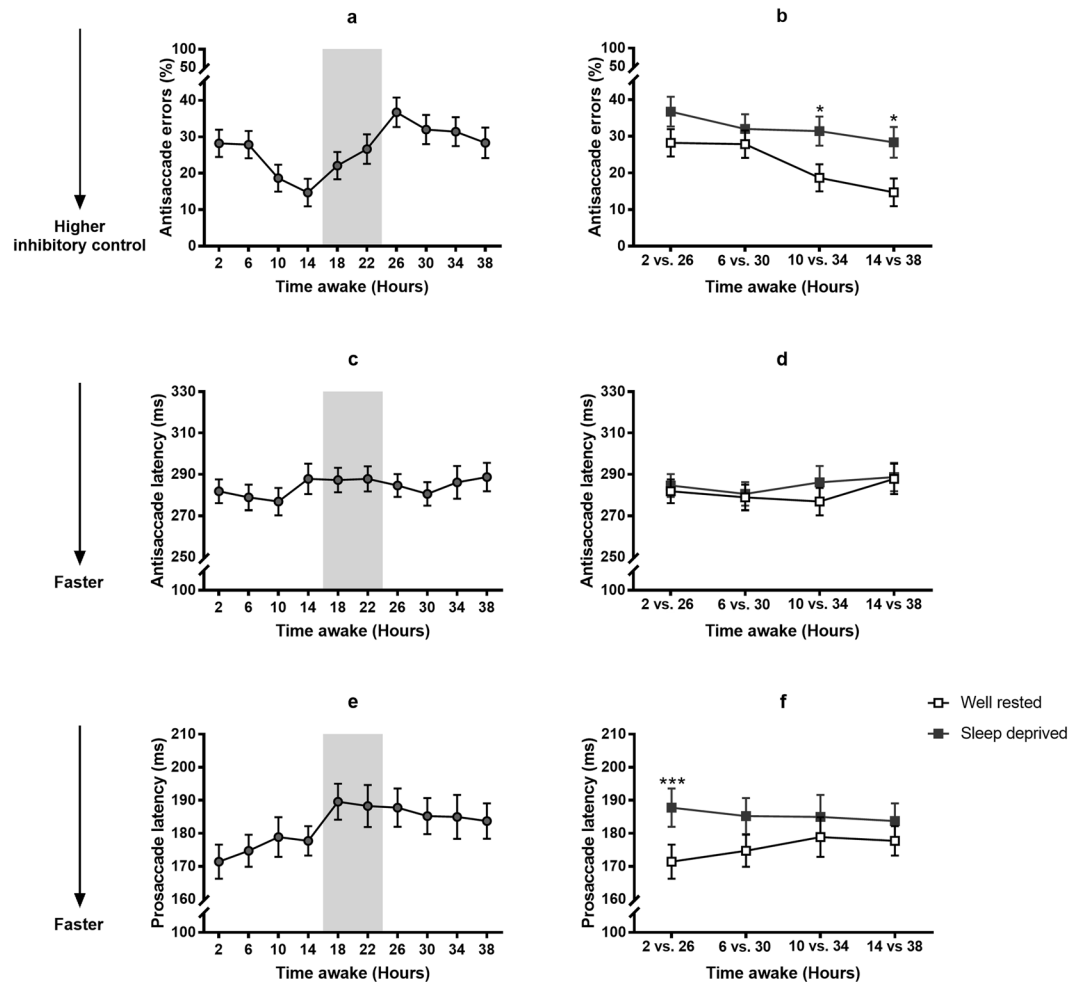 a
100
50
40
30
20
10
0
Antisaccade errors (%)
2 6 10 14 18 22 26 30 34 38
Time awake (Hours)
Higher
inhibitory control
b
100
50
40
30
20
10
0
Antisaccade errors (%)
* *
2 vs. 26 6 vs. 30 10 vs. 34 14 vs 38
Time awake (Hours)
c
330
310
290
270
250
100
Antisaccade latency (ms)
2 6 10 14 18 22 26 30 34 38
Time awake (Hours)
Faster
d
330
310
290
270
250
100
Antisaccade latency (ms)
2 vs. 26 6 vs. 30 10 vs. 34 14 vs 38
Time awake (Hours)
e
210
200
190
180
170
160
100
Prosaccade latency (ms)
2 6 10 14 18 22 26 30 34 38
Time awake (Hours)
Faster
f
210
200
190
180
170
160
100
Prosaccade latency (ms)
***
2 vs. 26 6 vs. 30 10 vs. 34 14 vs 38
Time awake (Hours)
Well rested
Sleep deprived